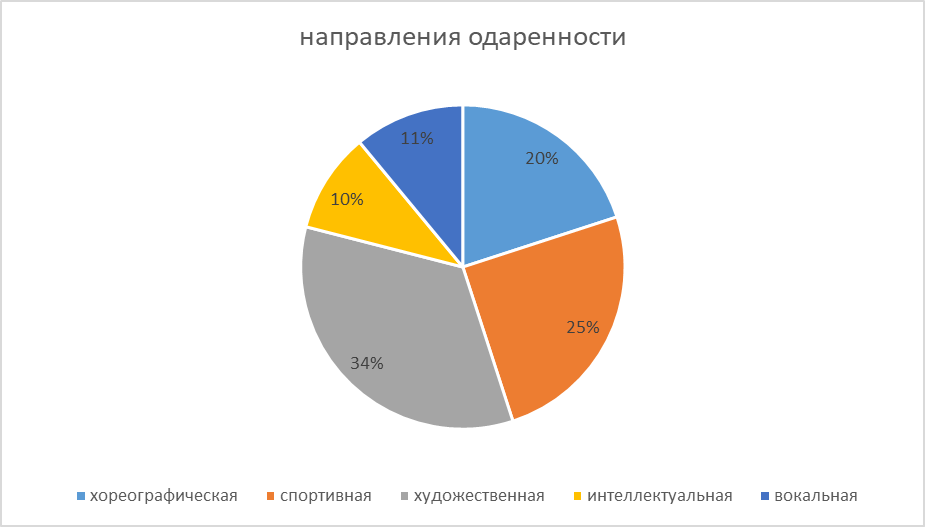 направления одаренности
11%
20%
10%
25%
34%
хореографическая спортивная художественная интеллектуальная вокальная